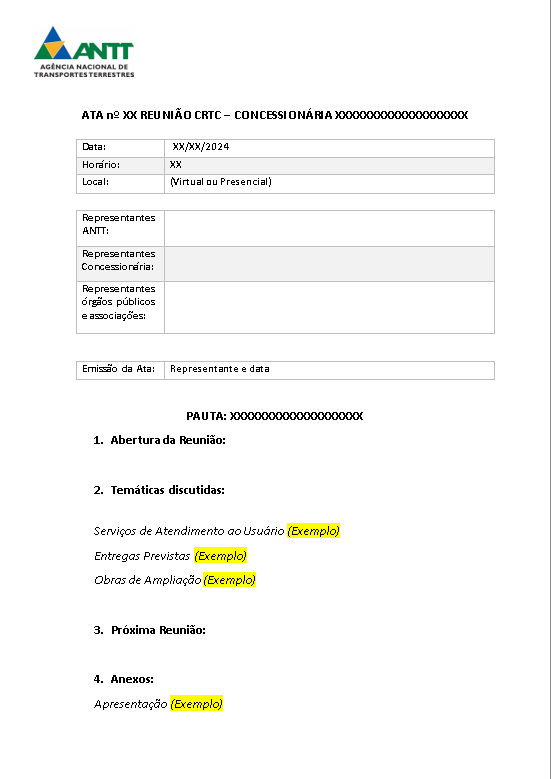 ANTT
AGÊNCIA NACIONAL DE
TRANSPORTES TERRESTRES
ATA nº XX REUNIÃO CRTC – CONCESSIONÁRIA XXXXXXXXXXXXXXXXXXX
Data: XX/XX/2024
Horário: XX
Local: (Virtual ou Presencial)
Representantes
ANTT:
Representantes
Concessionária:
Representantes
órgãos públicos
e associações:
Emissão da Ata: Representante e data
PAUTA: XXXXXXXXXXXXXXXXXXX
1. Abertura da Reunião:
2. Temáticas discutidas:
Serviços de Atendimento ao Usuário (Exemplo)
Entregas Previstas (Exemplo)
Obras de Ampliação (Exemplo)
3. Próxima Reunião:
4. Anexos:
Apresentação (Exemplo)